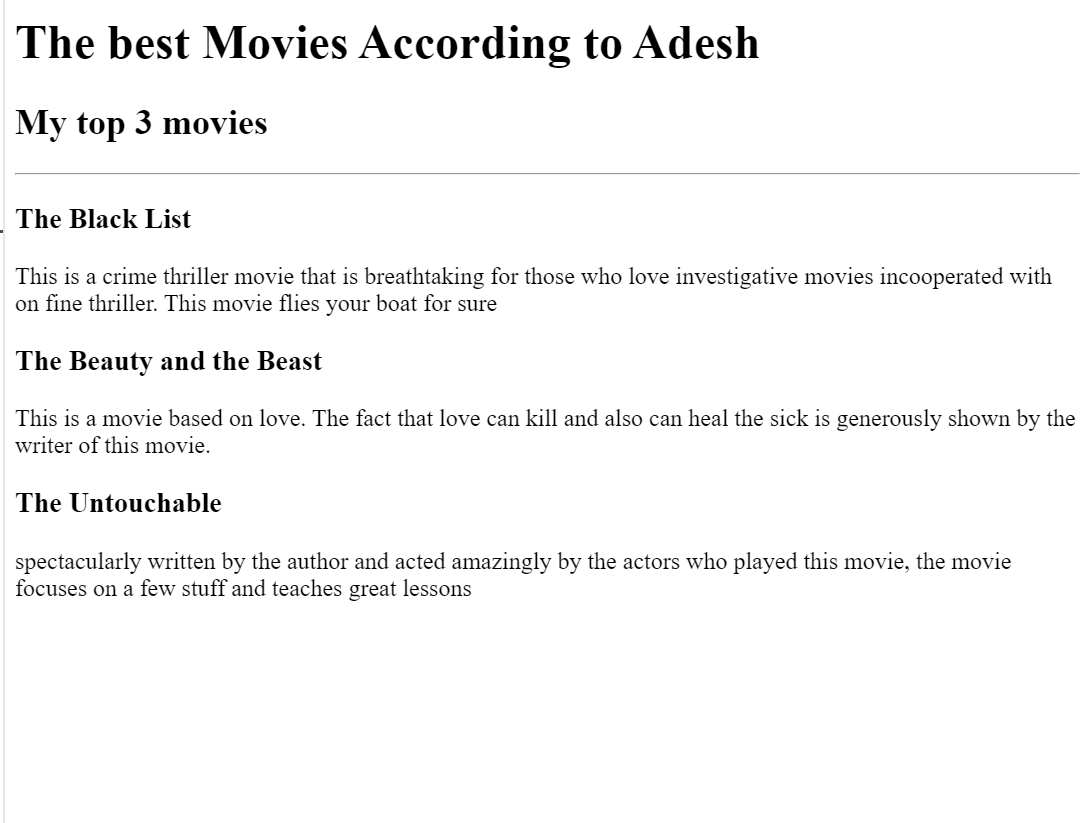 The best Movies According to Adesh
My top 3 movies
The Black List
This is a crime thriller movie that is breathtaking for those who love investigative movies incooperated with
on fine thriller. This movie flies your boat for sure
The Beauty and the Beast
This is a movie based on love. The fact that love can kill and also can heal the sick is generously shown by the
writer of this movie.
The Untouchable
spectacularly written by the author and acted amazingly by the actors who played this movie, the movie
focuses on a few stuff and teaches great lessons